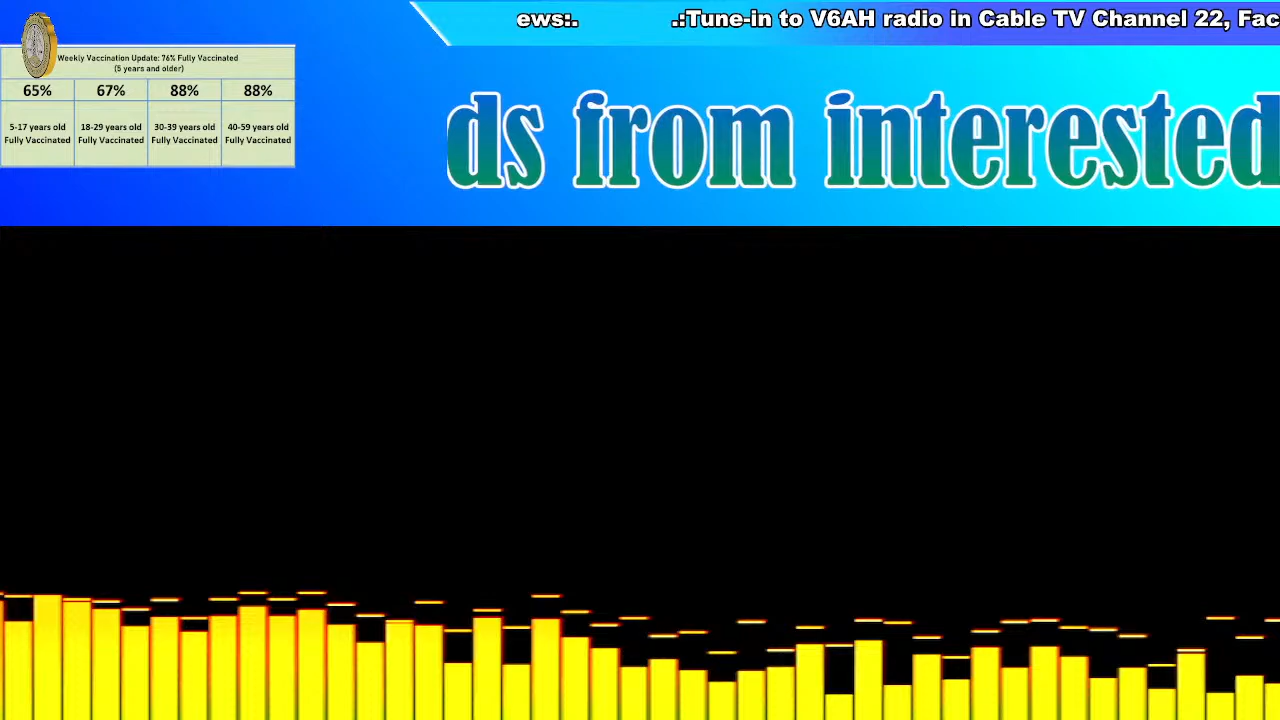 ews:. .:Tune-in to V6AH radio in Cable TV Channel 22, Fac
Weekly Vaccination Update: 76% Fully Vaccinated
(5 years and older)
65% 67% 88% 88%
5-17 years old 18-29 years old 30-39 years old 40-59 years old
Fully Vaccinated Fully Vaccinated Fully Vaccinated Fully Vaccinated
ds from interested